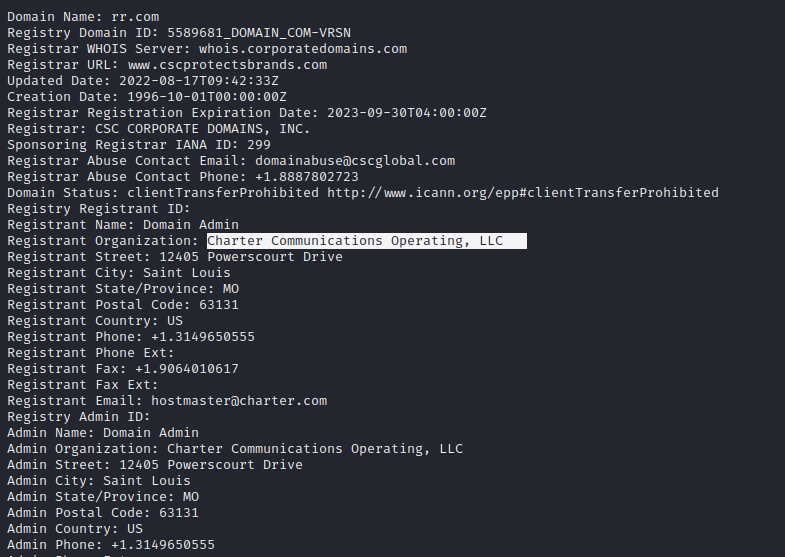 Domain Name: rr.com
Registry Domain ID: 5589681_DOMAIN_COM-VRSN
Registrar WHOIS Server: whois.corporatedomains.com
Registrar URL: www.cscprotectsbrands.com
Updated Date: 2022-08-17T09:42:33Z
Creation Date: 1996-10-01T00:00:00Z
Registrar Registration Expiration Date: 2023-09-30T04:00:00Z
Registrar: CSC CORPORATE DOMAINS, INC.
Sponsoring Registrar IANA ID: 299
Registrar Abuse Contact Email: domainabuse@cscglobal.com
Registrar Abuse Contact Phone: +1.8887802723
Domain Status: clientTransferProhibited http://www.icann.org/epp#clientTransferProhibited
Registry Registrant ID:
Registrant Name: Domain Admin
Registrant Organization: Charter Communications Operating, LLC
Registrant Street: 12405 Powerscourt Drive
Registrant City: Saint Louis
Registrant State/Province: MO
Registrant Postal Code: 63131
Registrant Country: US
Registrant Phone: +1.3149650555
Registrant Phone Ext:
Registrant Fax: +1.9064010617
Registrant Fax Ext:
Registrant Email: hostmaster@charter.com
Registry Admin ID:
Admin Name: Domain Admin
Admin Organization: Charter Communications Operating, LLC
Admin Street: 12405 Powerscourt Drive
Admin City: Saint Louis
Admin State/Province: MO
Admin Postal Code: 63131
Admin Country: US
Admin Phone: +1.3149650555